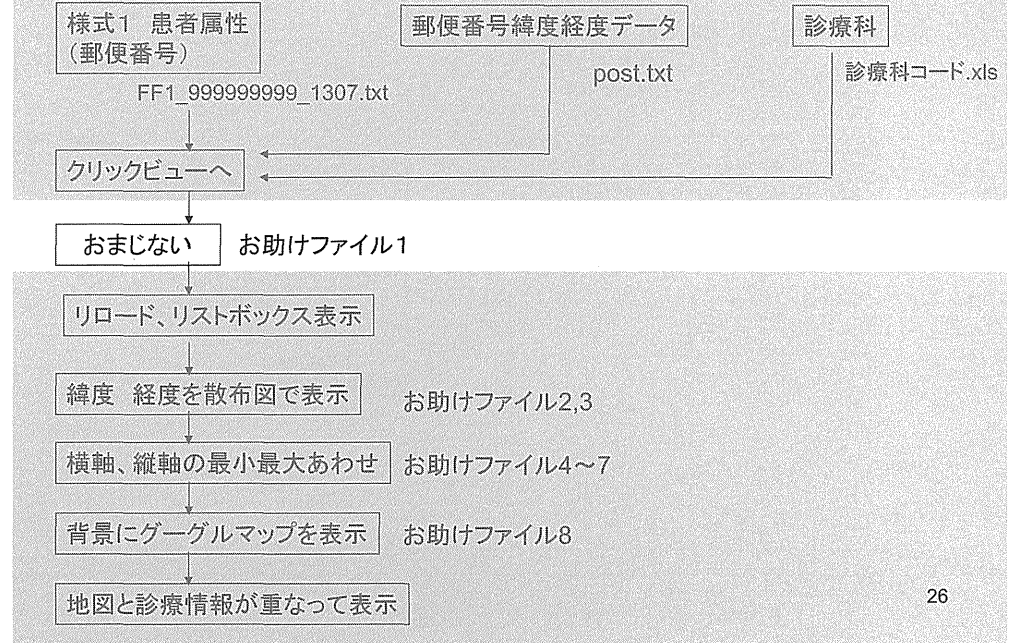 様式1 患者属性
（郵便番号）
郵便番号緯度経度データ
診療科
FF1_999999999_1307.txt
post.txt
診療科コード.xls
クリックビューへ
おまじない
お助けファイル1
リロード、リストボックス表示
緯度 経度を散布図で表示
お助けファイル2,3
横軸、縦軸の最小最大あわせ
お助けファイル4～7
背景にグーグルマップを表示
お助けファイル8
地図と診療情報が重なって表示
26